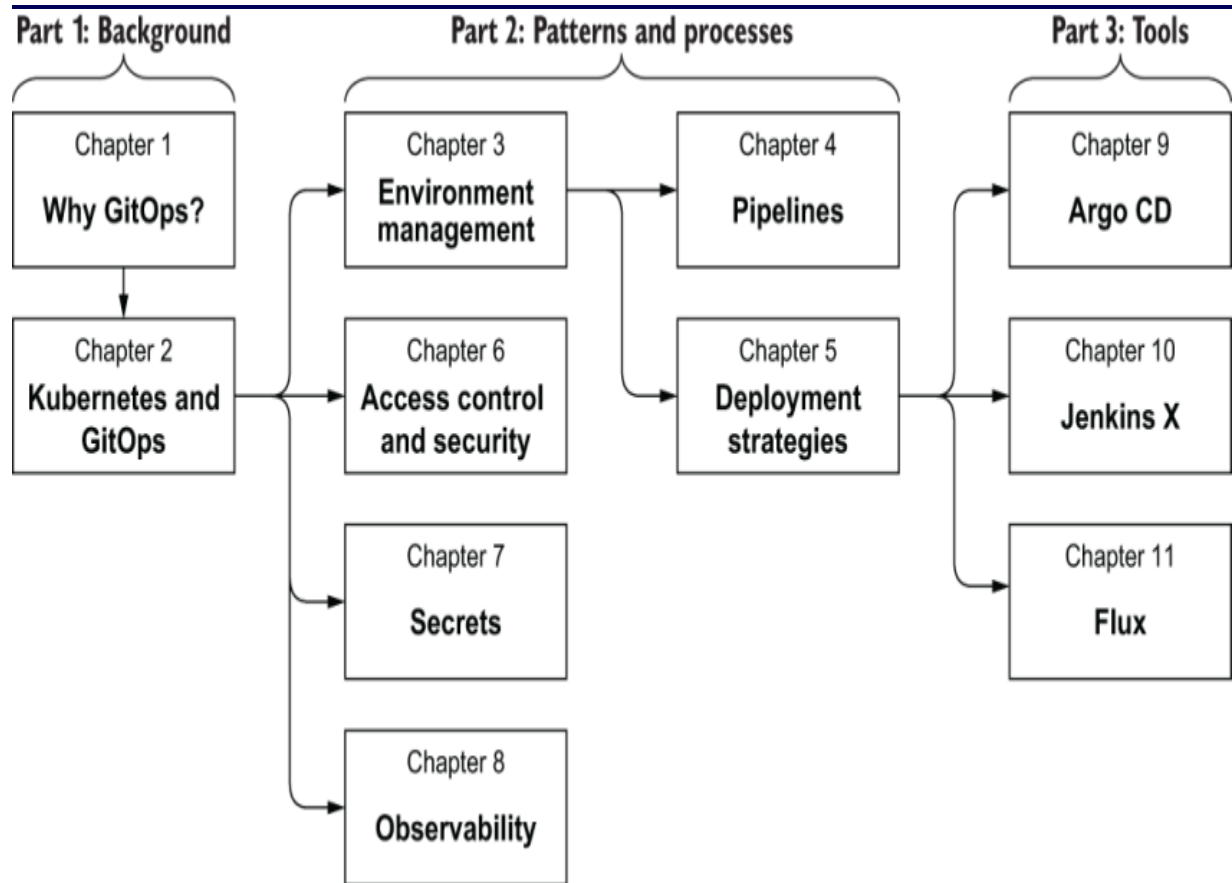 Part 1: Background
Part 2: Patterns and processes
Part 3: Tools
Chapter 1
Why GitOps?
Chapter 3
Environment
management
Chapter 4
Pipelines
Chapter 9
Argo CD
Chapter 2
Kubernetes and
GitOps
Chapter 6
Access control
and security
Chapter 5
Deployment
strategies
Chapter 10
Jenkins X
Chapter 7
Secrets
Chapter 11
Flux
Chapter 8
Observability